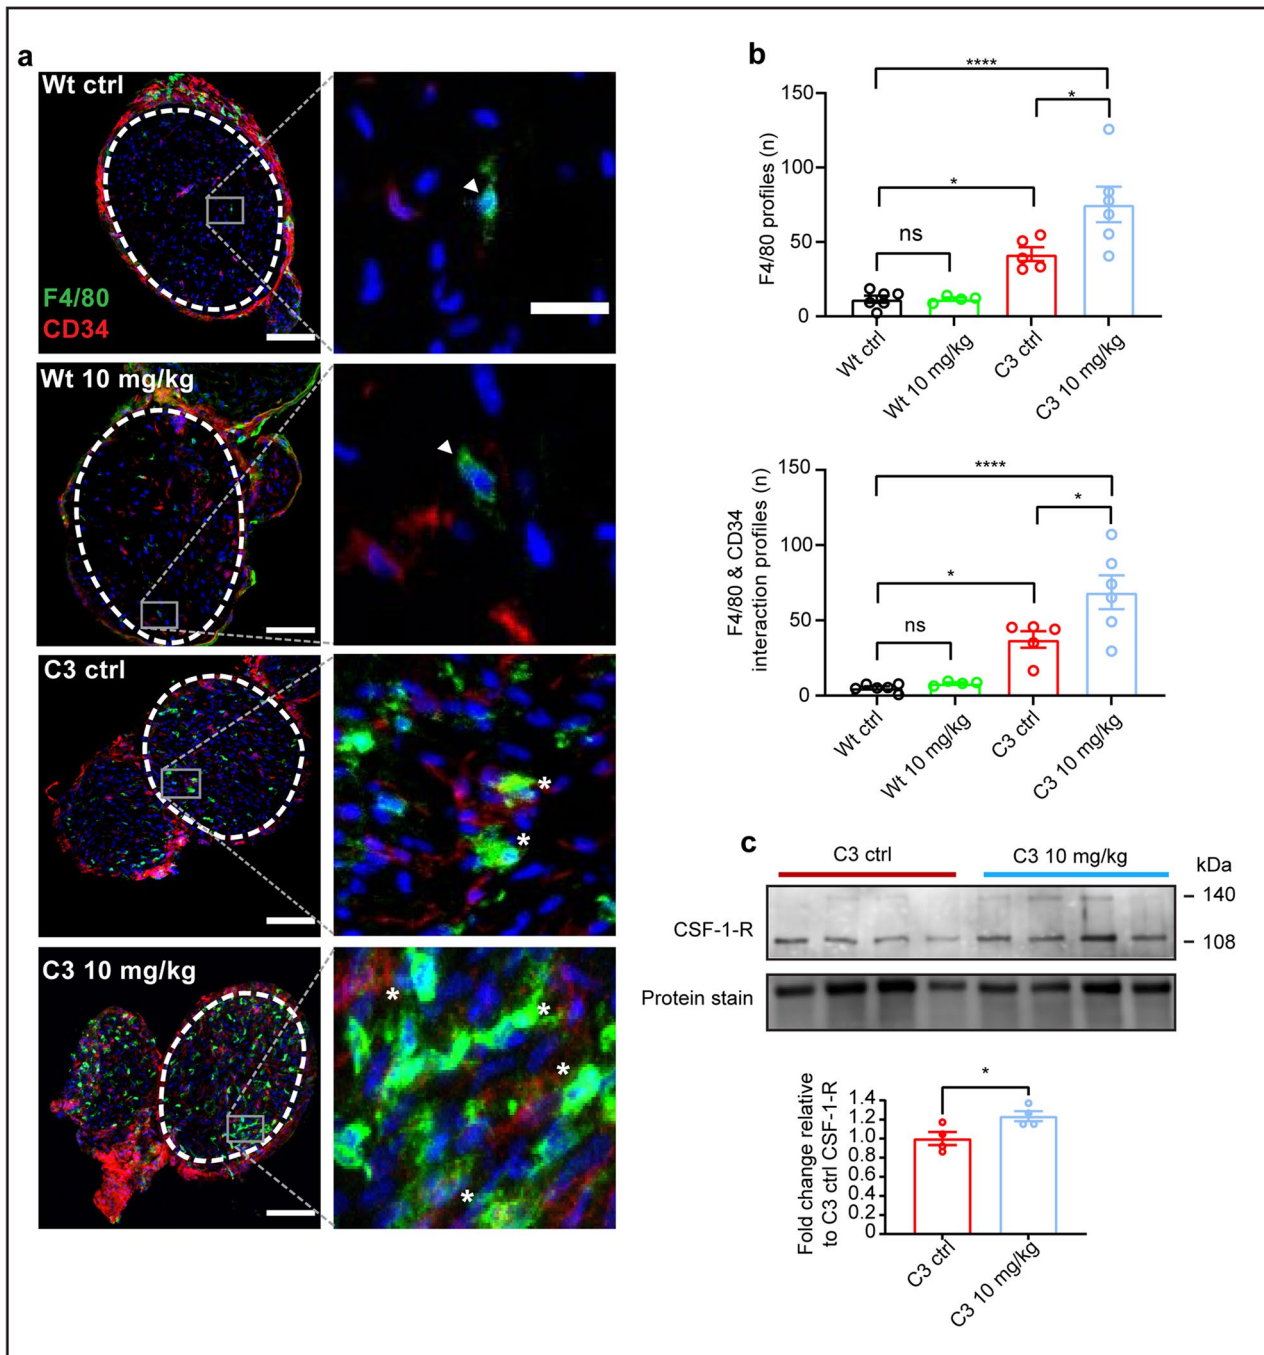 a
Wt ctrl
F4/80
CD34
Wt 10 mg/kg
C3 ctrl
*
*
C3 10 mg/kg
*
*
*
*
b
****
*
*
ns
150
100
50
0
F4/80 profiles (n)
Wt ctrl
Wt 10 mg/kg
C3 ctrl
C3 10 mg/kg
****
*
*
ns
150
100
50
0
F4/80 & CD34
interaction profiles (n)
Wt ctrl
Wt 10 mg/kg
C3 ctrl
C3 10 mg/kg
c
C3 ctrl C3 10 mg/kg kDa
140
CSF-1-R
108
Protein stain
*
1.4
1.2
1.0
0.8
0.6
0.4
0.2
0
Fold change relative
to C3 ctrl CSF-1-R
C3 ctrl
C3 10 mg/kg